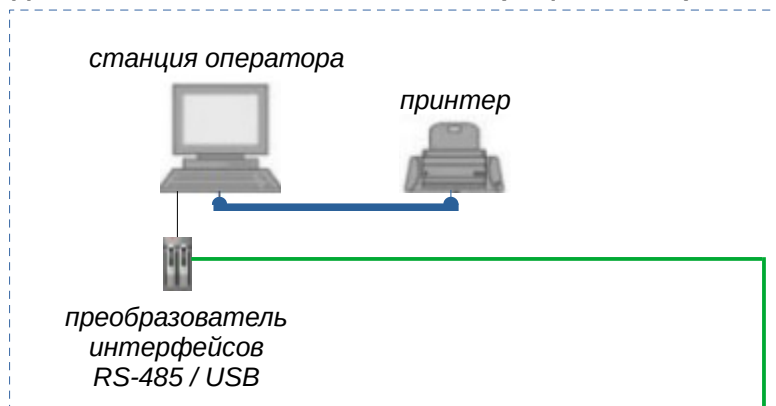 станция оператора
принтер
преобразователь
интерфейсов
RS-485 / USB